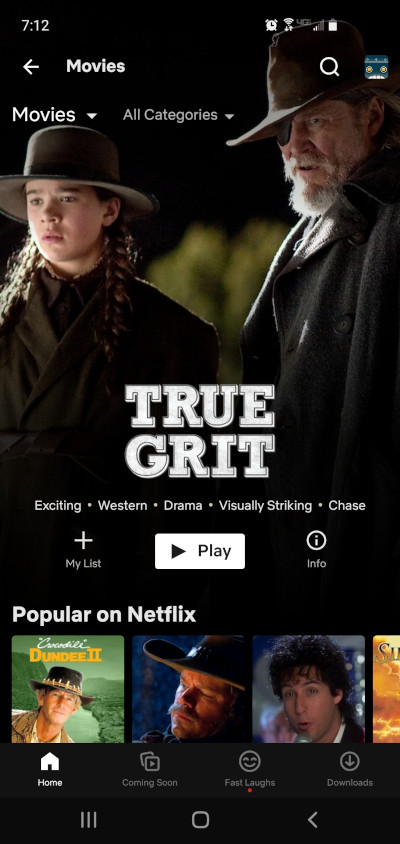 7:12
Movies
Movies All Categories
TRUE
GRIT
Exciting • Western • Drama • Visually Striking • Chase
My List
Play
Info
Popular on Netflix
"Crocodile"
DUNDEE II
Home
Coming Soon
Fast Laughs
Downloads